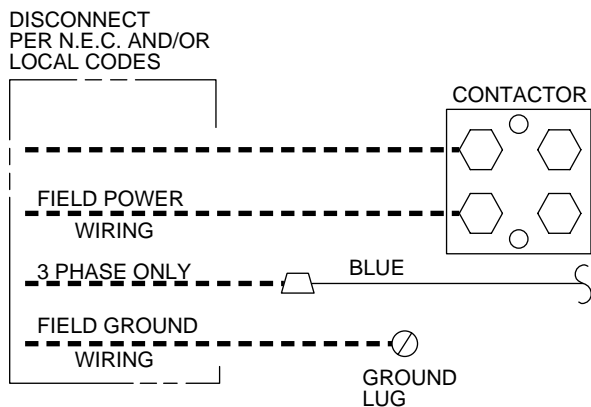 DISCONNECT
PER N.E.C. AND/OR
LOCAL CODES
CONTACTOR
FIELD POWER
WIRING
3 PHASE ONLY
BLUE
FIELD GROUND
WIRING
GROUND
LUG